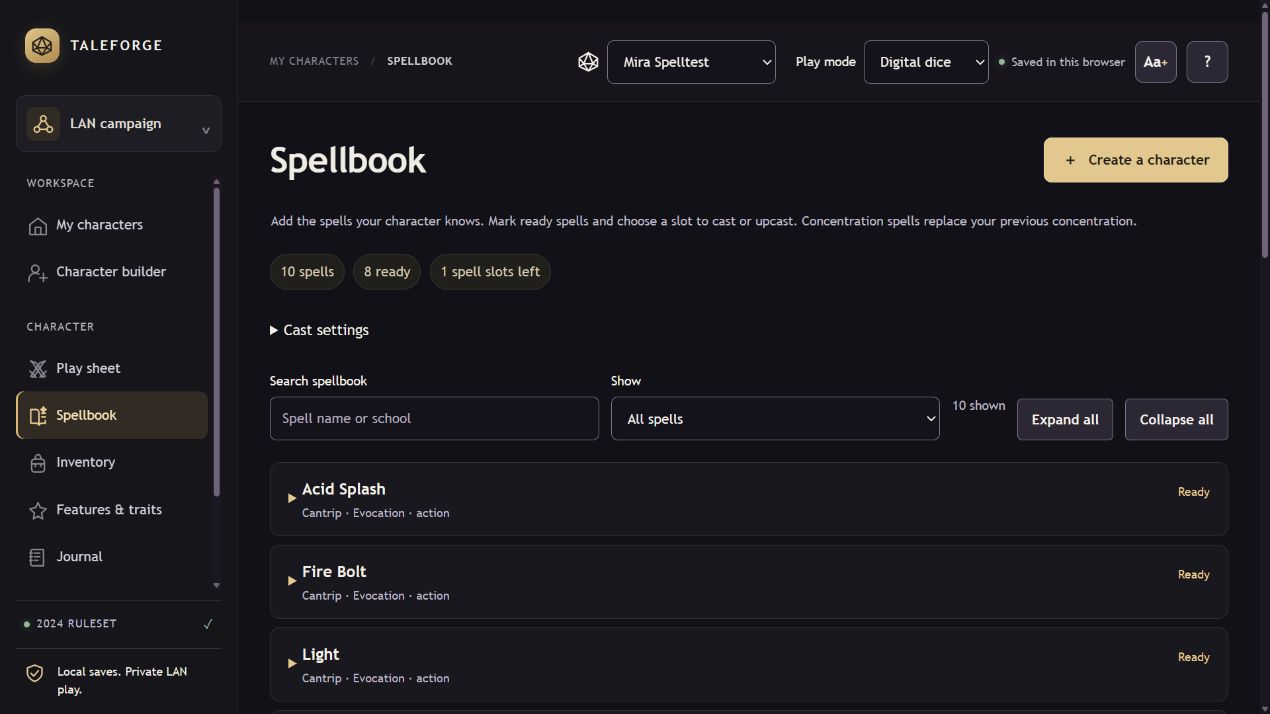 TALEFORGE
LAN campaign
WORKSPACE
My characters
Character builder
CHARACTER
Play sheet
Spellbook
Inventory
Features & traits
Journal
2024 RULESET
Local saves. Private LAN
play.
MY CHARACTERS / SPELLBOOK
Mira Spelltest
Play mode
Digital dice
Saved in this browser
Aa+
?
Spellbook
+ Create a character
Add the spells your character knows. Mark ready spells and choose a slot to cast or upcast. Concentration spells replace your previous concentration.
10 spells
8 ready
1 spell slots left
Cast settings
Search spellbook
Spell name or school
Show
All spells
10 shown
Expand all
Collapse all
Acid Splash
Cantrip · Evocation · action
Ready
Fire Bolt
Cantrip · Evocation · action
Ready
Light
Cantrip · Evocation · action
Ready